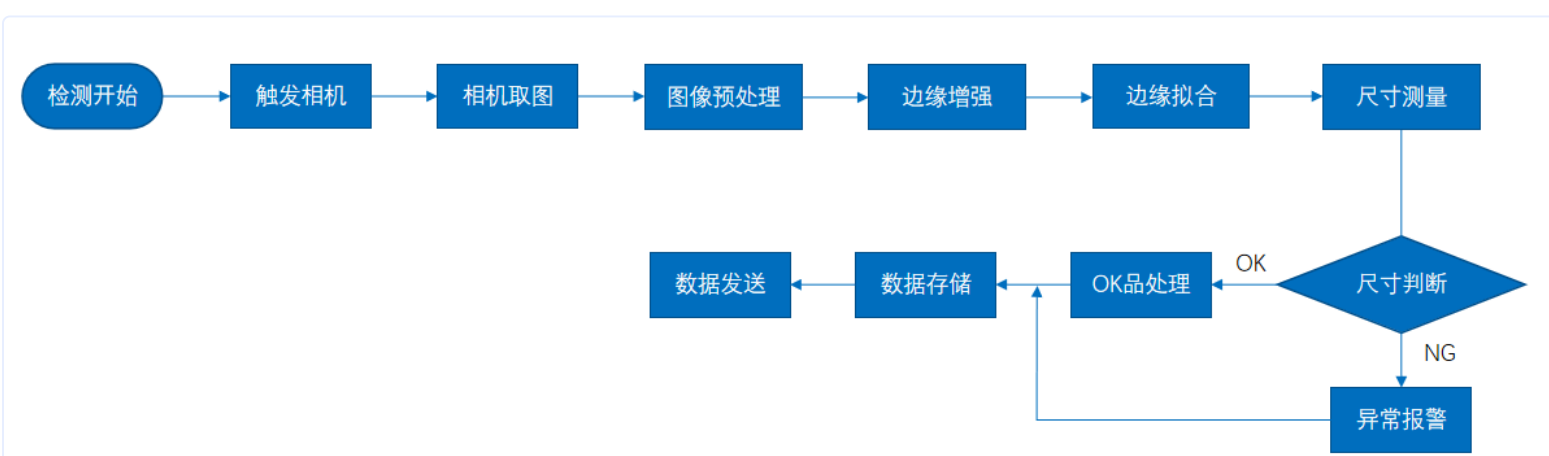 检测开始
触发相机
相机取图
图像预处理
边缘增强
边缘拟合
尺寸测量
数据发送
数据存储
OK品处理
OK
尺寸判断
NG
异常报警